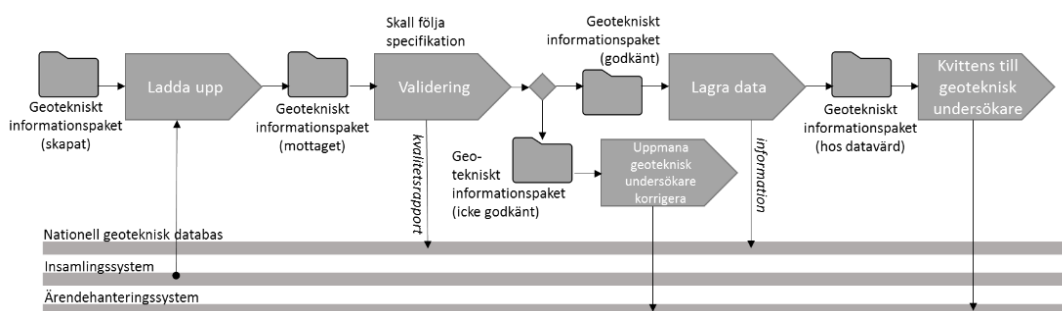 Geotekniskt
informationspaket
(skapat)
Ladda upp
Geotekniskt
informationspaket
(mottaget)
Skall följa
specifikation
Validering
kvalitetsrapport
Geotekniskt
informationspaket
(godkänt)
Geo-
tekniskt
informationspaket
(icke godkänt)
Uppmana
geoteknisk
undersökare
korrigera
Lagra data
information
Geotekniskt
informationspaket
(hos datavärd)
Kvittens till
geoteknisk
undersökare
Nationell geoteknisk databas
Insamlingssystem
Ärendehanteringssystem